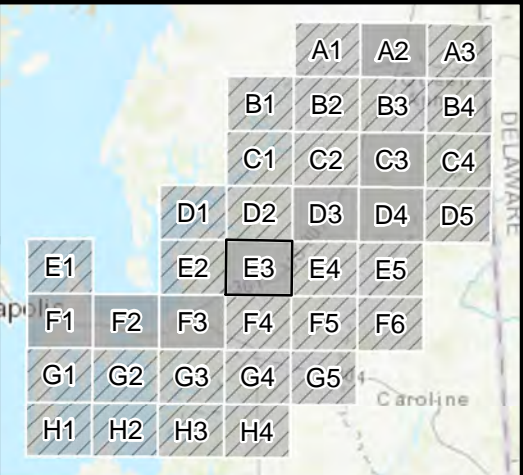 A1 A2 A3
B1 B2 B3 B4
DELAWARE
C1 C2 C3 C4
D1 D2 D3 D4 D5
E1 E2 E3 E4 E5
apolis
F1 F2 F3 F4 F5 F6
G1 G2 G3 G4 G5
Caroline
H1 H2 H3 H4